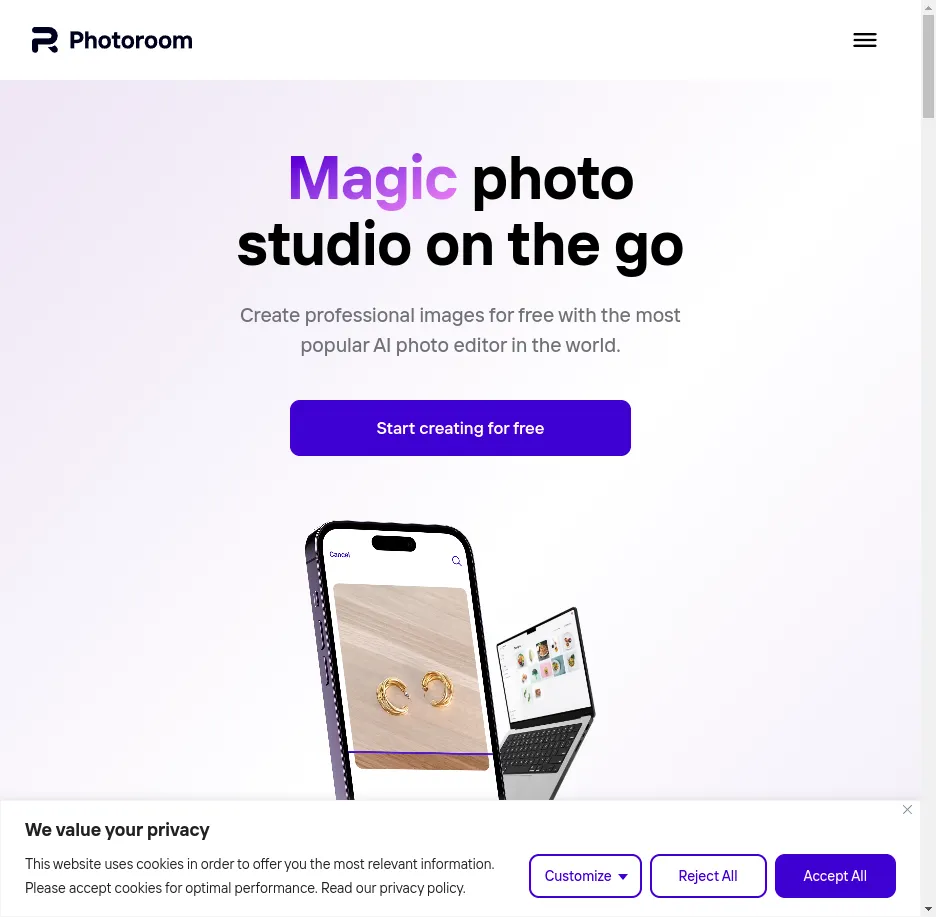 Photoroom
Magic photo
studio on the go
Create professional images for free with the most
popular AI photo editor in the world.
Start creating for free
Cancel
We value your privacy
This website uses cookies in order to offer you the most relevant information.
Please accept cookies for optimal performance. Read our privacy policy.
Customize
Reject All
Accept All